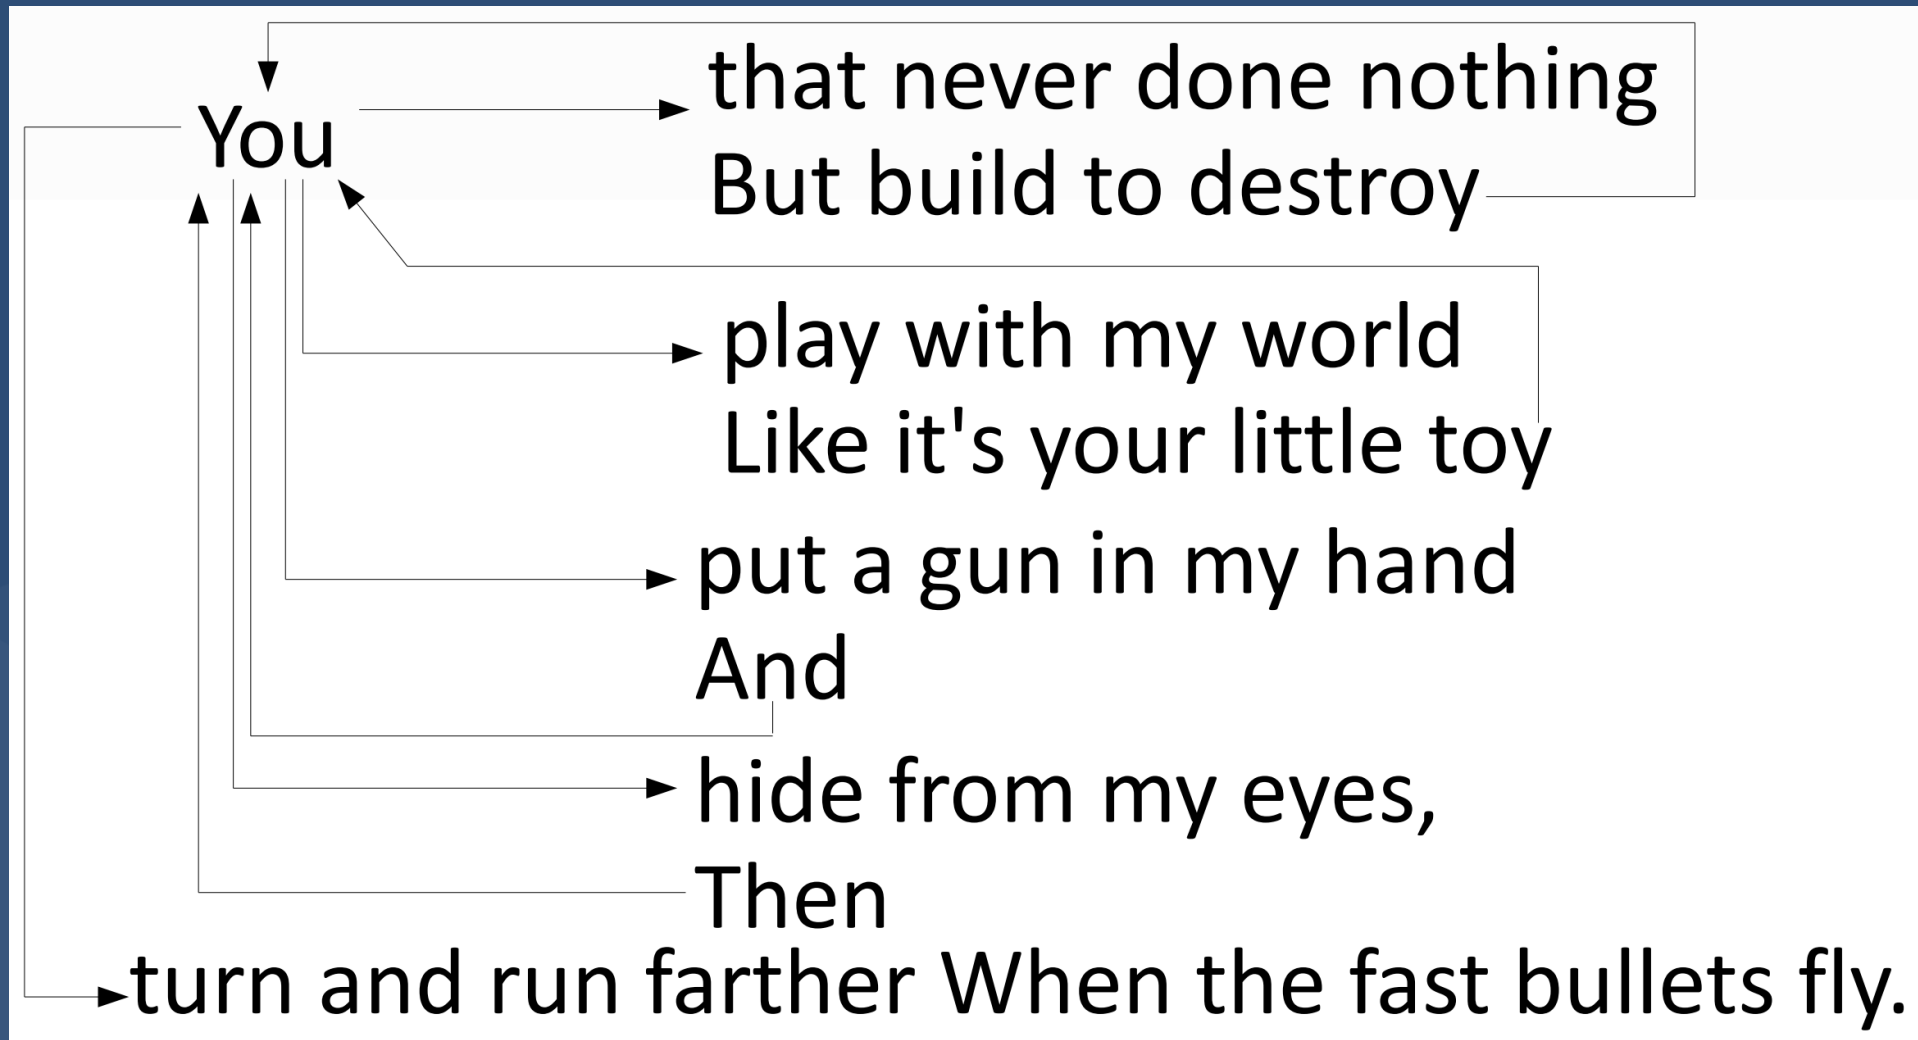 You
that never done nothing
But build to destroy
play with my world
Like it's your little toy
put a gun in my hand
And
hide from my eyes,
Then
turn and run farther When the fast bullets fly.